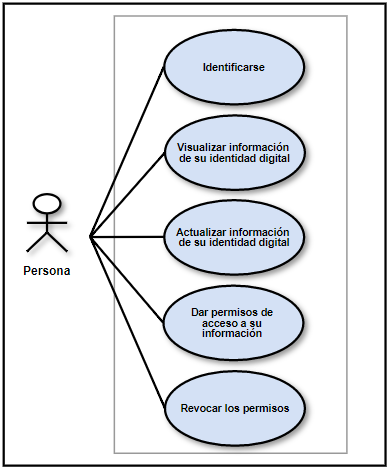 Identificarse
Visualizar información
de su identidad digital
Actualizar información
de su identidad digital
Persona
Dar permisos de
acceso a su
información
Revocar los permisos